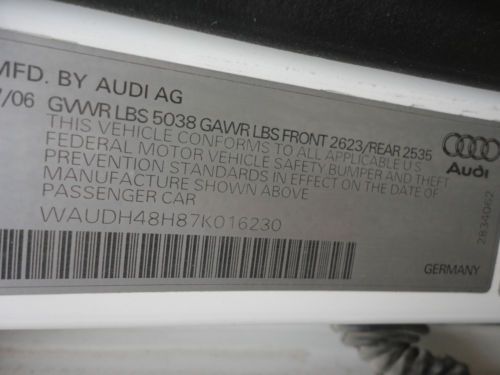 MFD. BY AUDI AG
/06 GVWR LBS 5038 GAWR LBS FRONT 2623/REAR 2535
THIS VEHICLE CONFORMS TO ALL APPLICABLE
FEDERAL MOTOR VEHICLE SAFETY BUMPER AND THEFT
PREVENTION STANDARDS IN EFFECT ON THE DATE OF
MANUFACTURE SHOWN ABOVE
PASSENGER CAR
WAUDH48H87K016230
Audi
2834062
GERMANY